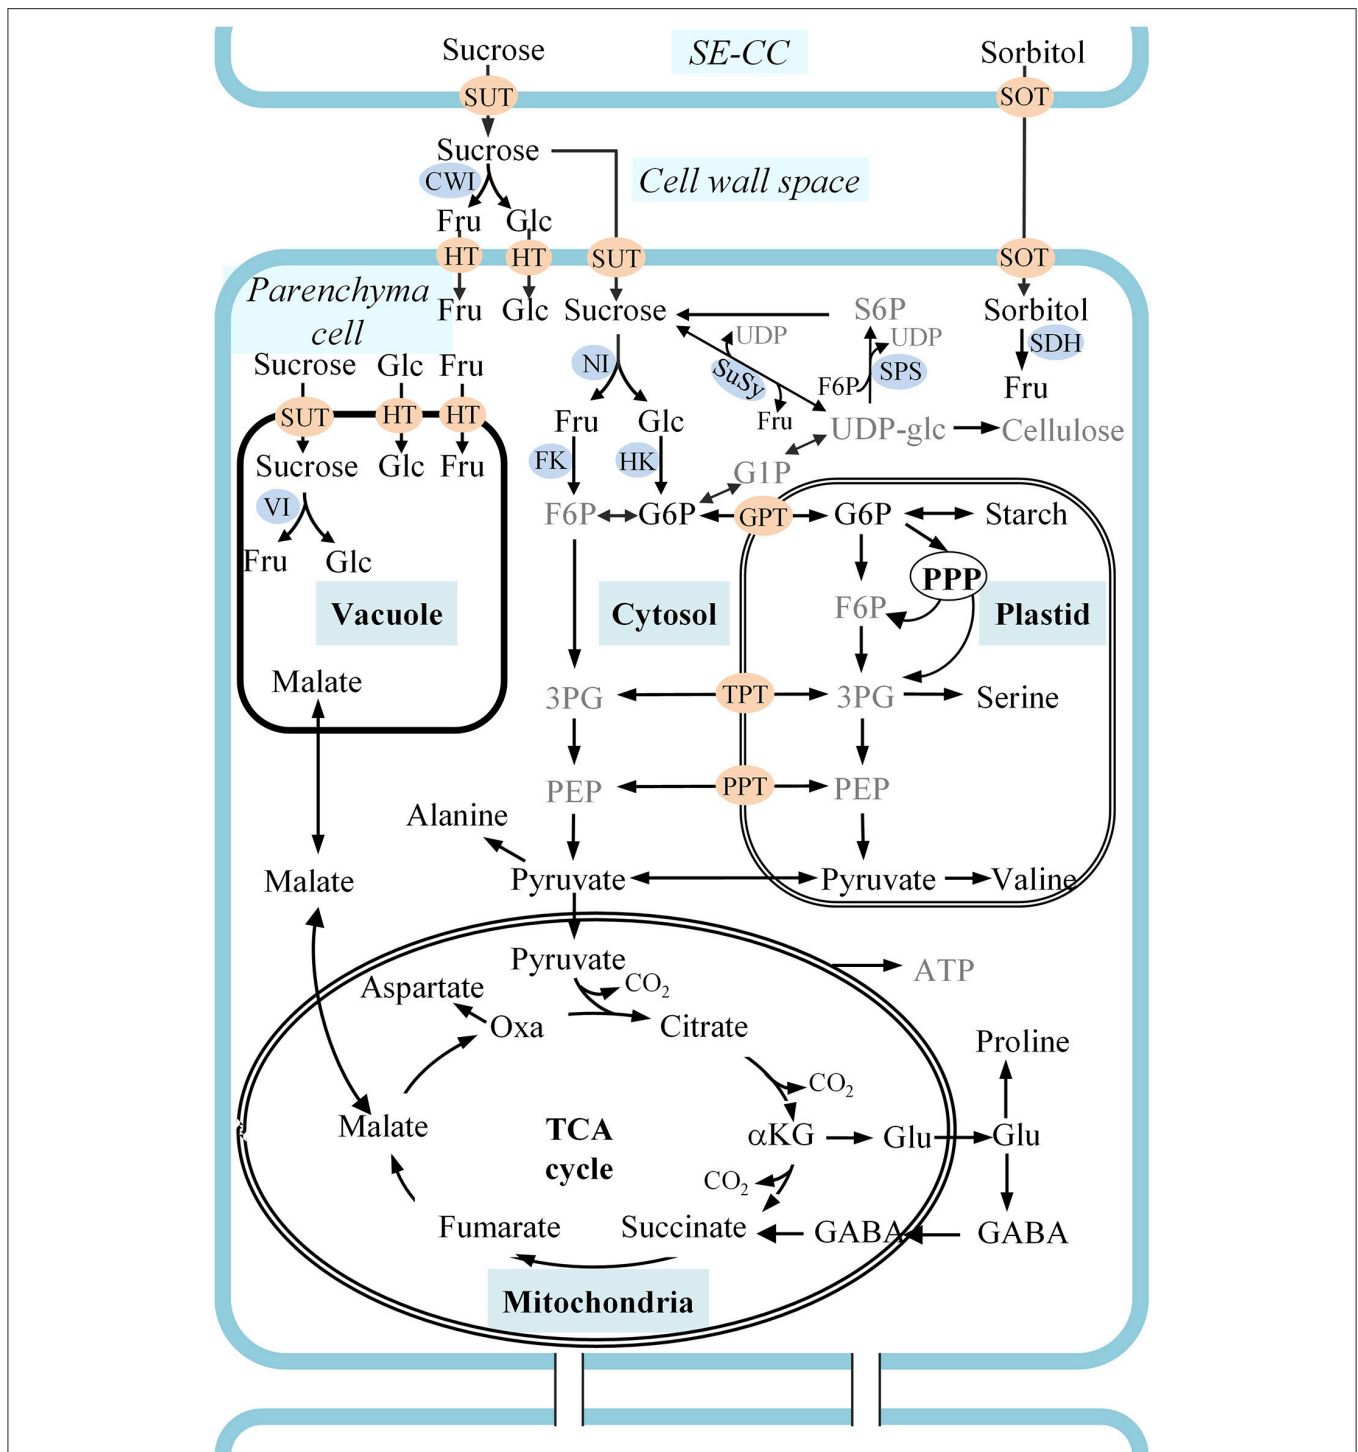 Sucrose
SE-CC
Sorbitol
SUT
SOT
Sucrose
CWI
Cell wall space
Fru
Glc
HT
HT
SUT
SOT
Parenchyma
cell
Fru
Glc
Sucrose
S6P
Sorbitol
UDP
UDP
SDH
NI
SuSy
F6P
SPS
Fru
Sucrose
Glc
Fru
SUT
HT
HT
Fru
Glc
Fru
UDP-glc
Cellulose
Sucrose
Glc
Fru
FK
HK
G1P
VI
F6P
G6P
GPT
G6P
Starch
Fru
Glc
PPP
Vacuole
Cytosol
F6P
Plastid
Malate
3PG
TPT
3PG
Serine
PEP
PPT
PEP
Alanine
Malate
Pyruvate
Pyruvate
Valine
Pyruvate
CO2
ATP
Aspartate
Oxa
Citrate
Proline
CO2
Malate
TCA
cycle
αKG
Glu
Glu
CO2
Fumarate
Succinate
GABA
GABA
Mitochondria